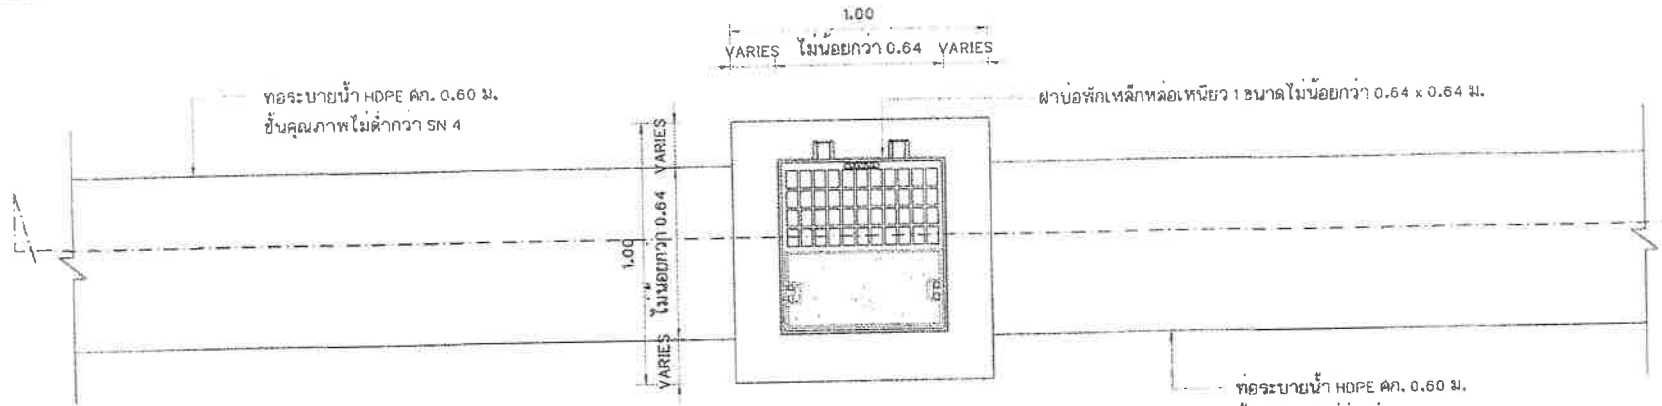 1.00
VARIES ไม่น้อยกว่า 0.64 VARIES
ท่อระบายน้ำ HDPE ศก. 0.60 ม.
ชั้นคุณภาพไม่ต่ำกว่า SN 4
ฝาบ่อพักเหล็กหล่อเหนียว 1 ขนาดไม่น้อยกว่า 0.64 x 0.64 ม.
VARIES
ไม่น้อยกว่า 0.64
1.00
VARIES
ท่อระบายน้ำ HDPE ศก. 0.60 ม.